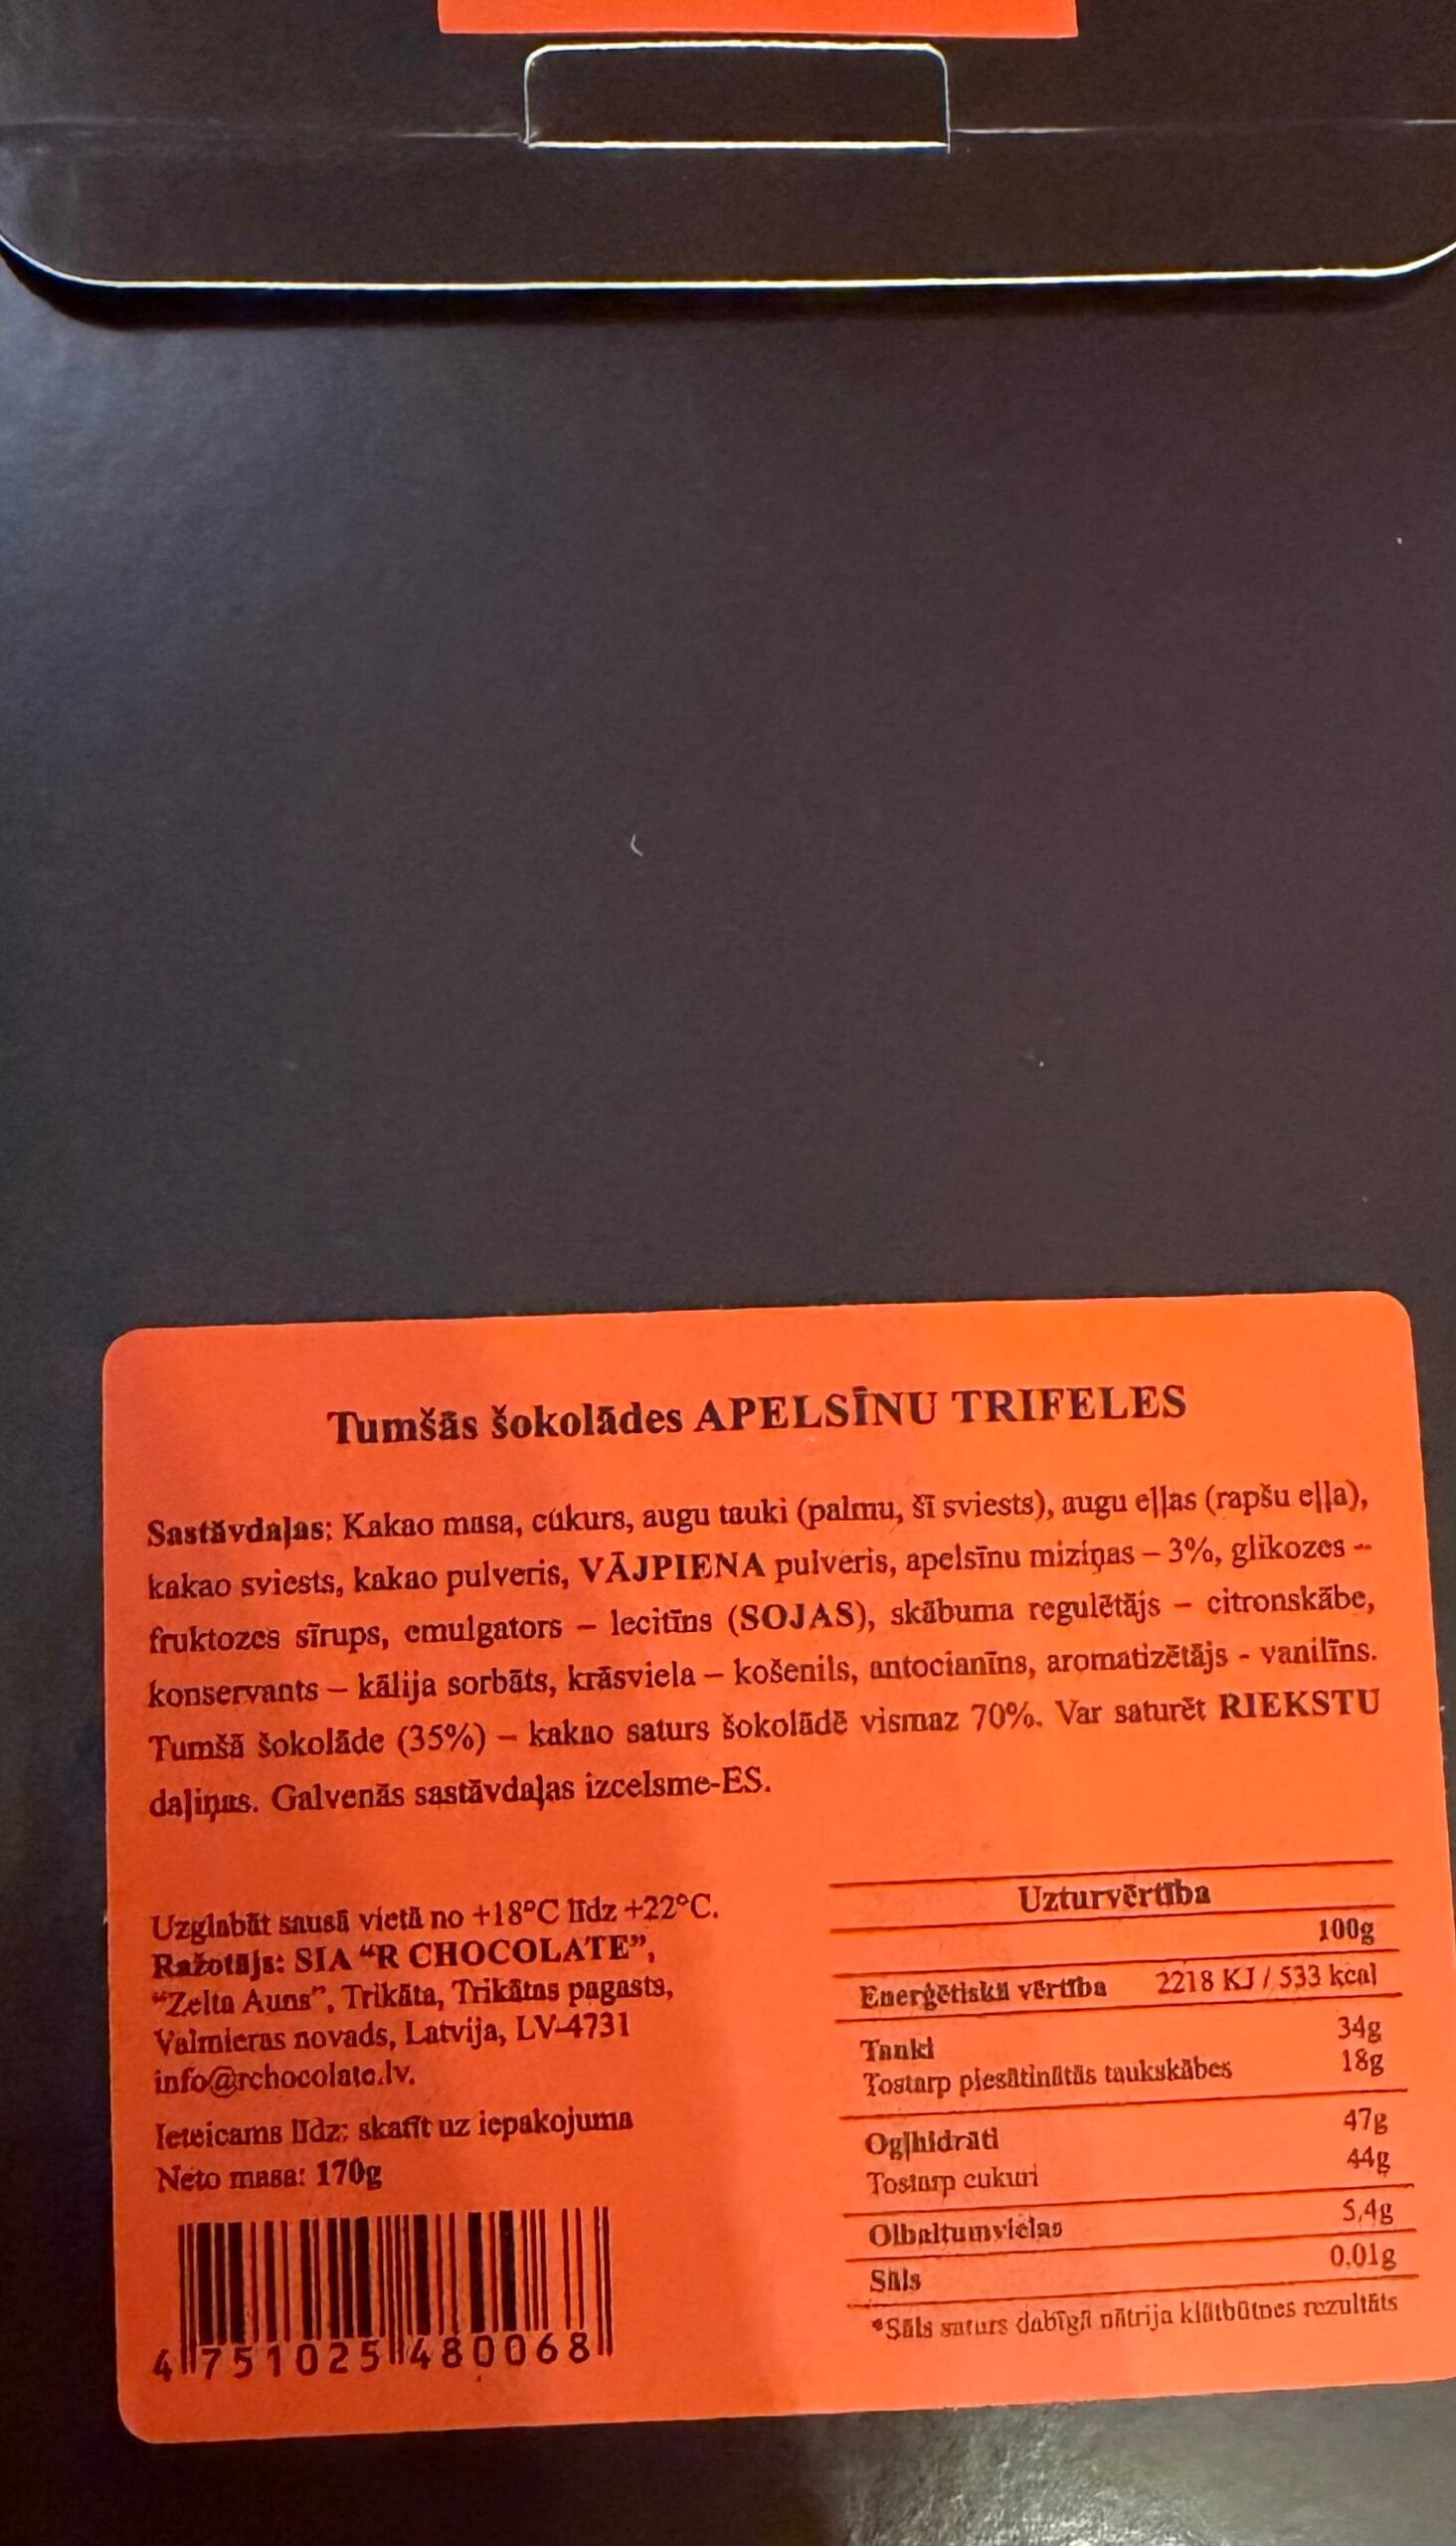 Tumšās šokolādes APELSĪNU TRIFELES
Sastāvdaļas: Kakao masa, cukurs, augu tauki (palmu, šī sviests), augu eļļas (rapšu eļļa),
kakao sviests, kakao pulveris, VĀJPIENA pulveris, apelsīnu miziņas – 3%, glikozes –
fruktozes sīrups, emulgators – lecitīns (SOJAS), skābuma regulētājs – citronskābe,
konservants – kālija sorbāts, krāsviela – košenils, antocianīns, aromatizētājs - vanilīns.
Tumšā šokolāde (35%) – kakao saturs šokolādē vismaz 70%. Var saturēt RIEKSTU
daļiņas. Galvenās sastāvdaļas izcelsme-ES.
Uzglabāt sausā vietā no +18°C līdz +22°C.
Ražotājs: SIA “R CHOCOLATE”,
“Zelta Auns”, Trikāta, Trikātas pagasts,
Valmieras novads, Latvija, LV-4731
info@rchocolate.lv.
Ieteicams līdz: skatīt uz iepakojuma
Neto masa: 170g
4 751025 480068
Uzturvērtība
100g
Enerģētiskā vērtība 2218 KJ / 533 kcal
Tauki 34g
Tostarp piesātinātās taukskābes 18g
Ogļhidrāti 47g
Tostarp cukuri 44g
Olbaltumvielas 5,4g
Sāls 0.01g
*Sāls saturs dabīgā nātrija klātbūtnes rezultāts